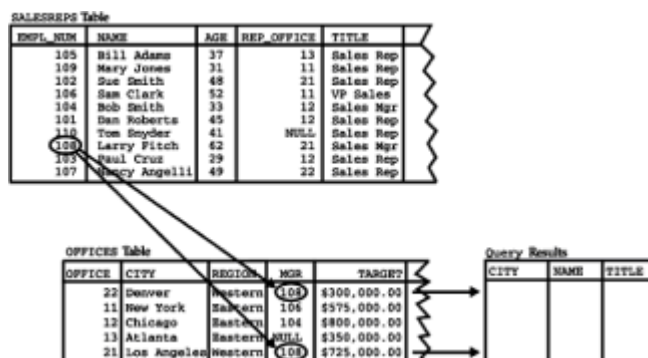 SALESREPS Table
EMPL_NUM NAME AGE REP_OFFICE TITLE
105 Bill Adams 37 13 Sales Rep
109 Mary Jones 31 11 Sales Rep
102 Sue Smith 48 21 Sales Rep
106 Sam Clark 52 11 VP Sales
104 Bob Smith 33 12 Sales Mgr
101 Dan Roberts 45 12 Sales Rep
110 Tom Snyder 41 NULL Sales Rep
108 Larry Fitch 62 21 Sales Mgr
103 Paul Cruz 29 12 Sales Rep
107 Nancy Angelli 49 22 Sales Rep
OFFICES Table
OFFICE CITY REGION MGR TARGET
22 Denver Western 108 $300,000.00
11 New York Eastern 106 $575,000.00
12 Chicago Eastern 104 $800,000.00
13 Atlanta Eastern NULL $350,000.00
21 Los Angeles Western 108 $725,000.00
Query Results
CITY NAME TITLE